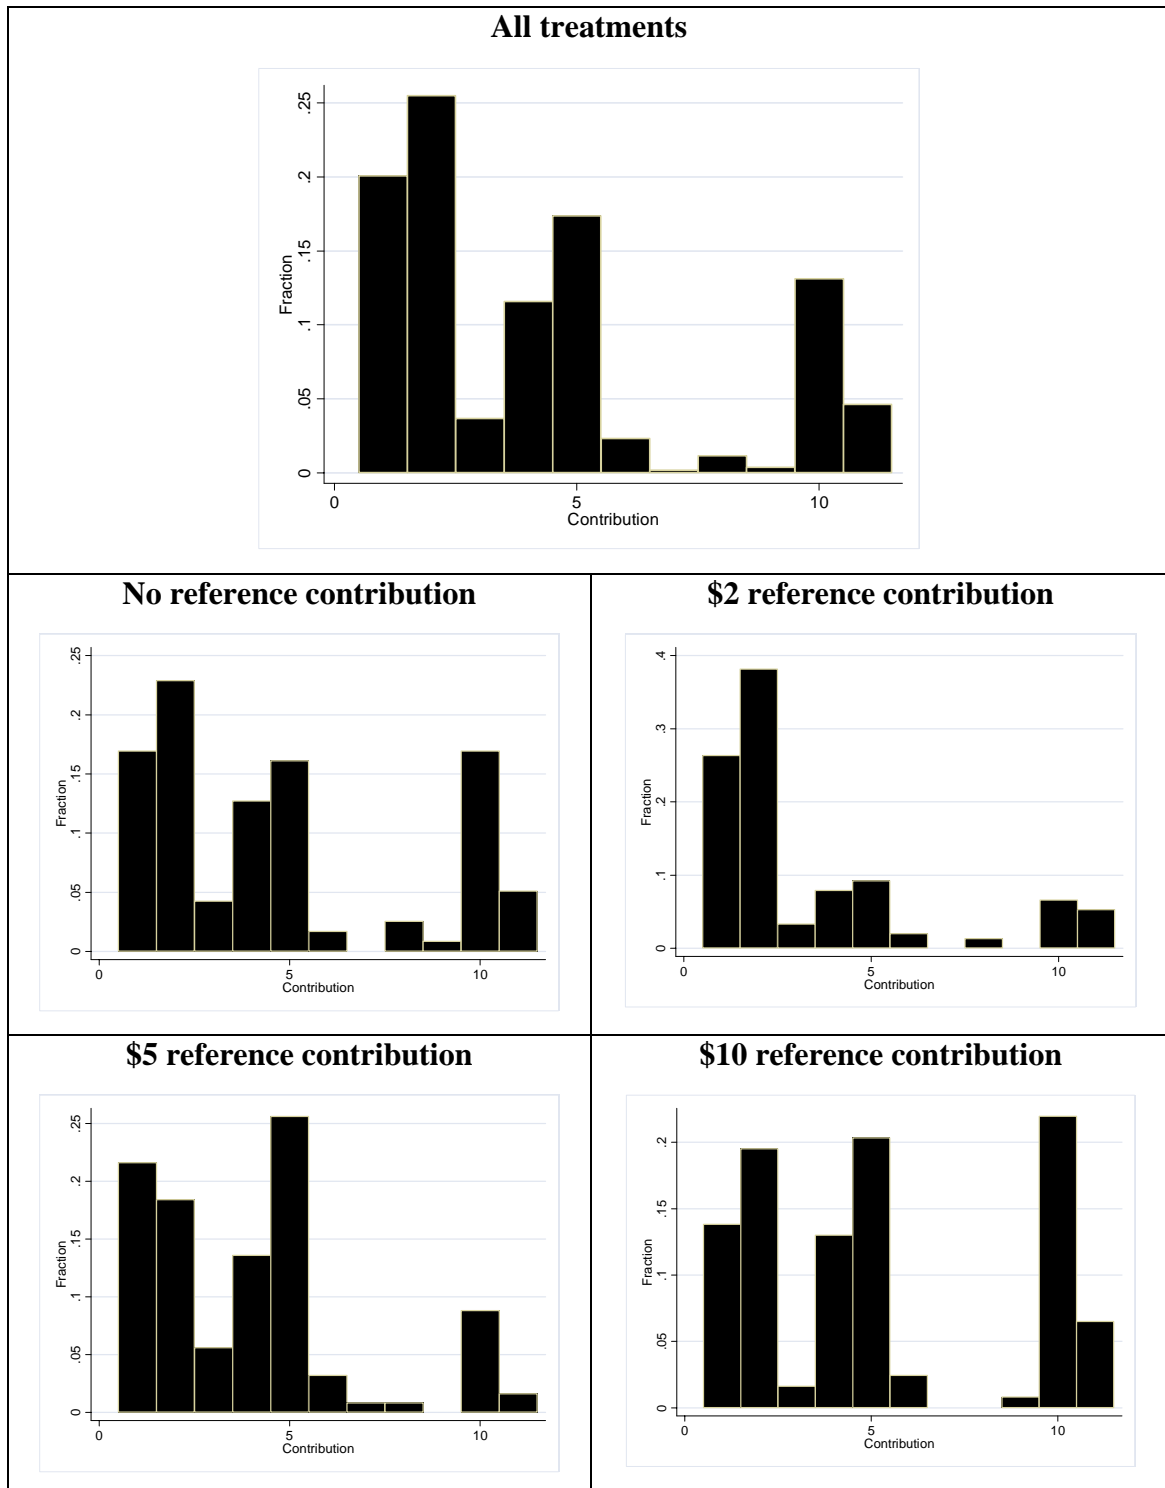 All treatments
.25
.2
.15
.1
.05
0
Fraction
0 5 10
Contribution
No reference contribution
.25
.2
.15
.1
.05
0
Fraction
0 5 10
Contribution
$2 reference contribution
.4
.3
.2
.1
0
Fraction
0 5 10
Contribution
$5 reference contribution
.25
.2
.15
.1
.05
0
Fraction
0 5 10
Contribution
$10 reference contribution
.2
.15
.1
.05
0
Fraction
0 5 10
Contribution